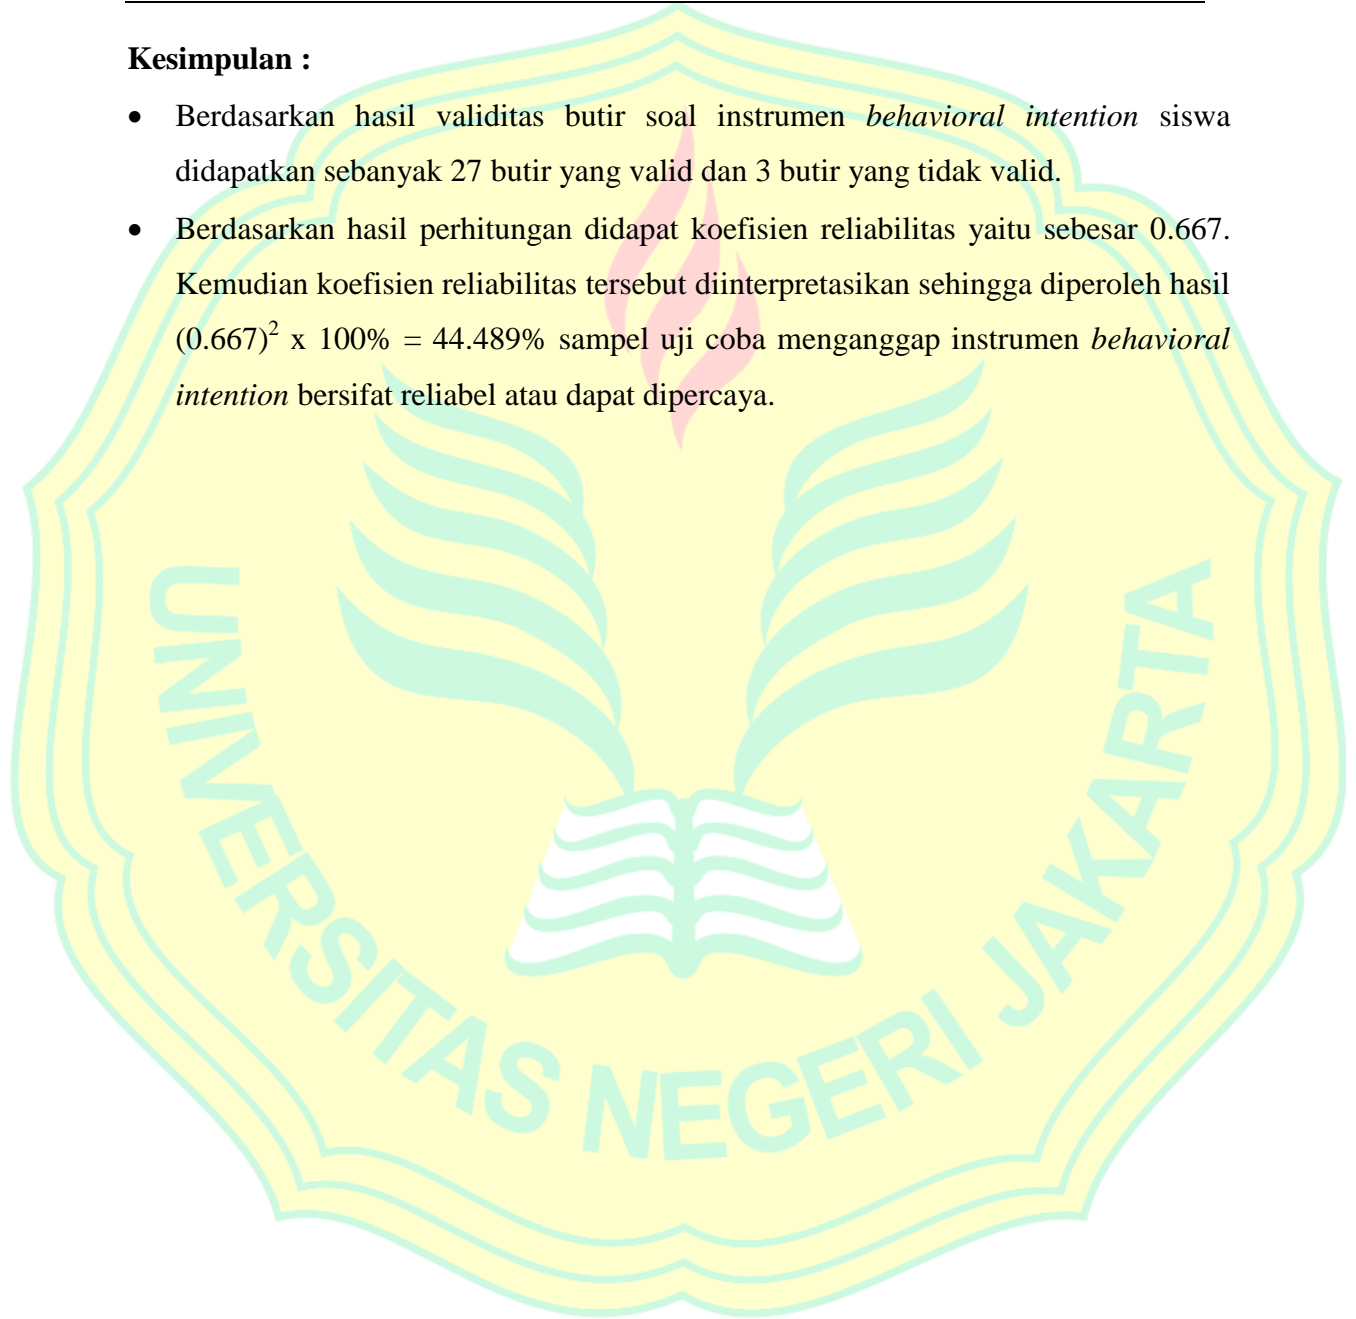 Kesimpulan :
• Berdasarkan hasil validitas butir soal instrumen behavioral intention siswa
didapatkan sebanyak 27 butir yang valid dan 3 butir yang tidak valid.
• Berdasarkan hasil perhitungan didapat koefisien reliabilitas yaitu sebesar 0.667.
Kemudian koefisien reliabilitas tersebut diinterpretasikan sehingga diperoleh hasil
(0.667)² x 100% = 44.489% sampel uji coba menganggap instrumen behavioral
intention bersifat reliabel atau dapat dipercaya.
UNIVERSITAS NEGERI JAKARTA